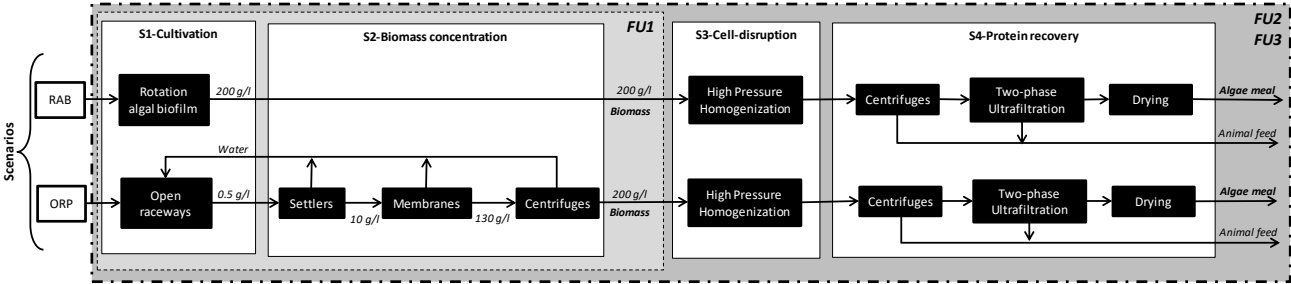 FU1
FU2
FU3
S1-Cultivation
S2-Biomass concentration
S3-Cell-disruption
S4-Protein recovery
Scenarios
RAB
Rotation
algal biofilm
200 g/l
200 g/l
Biomass
High Pressure
Homogenization
Centrifuges
Two-phase
Ultrafiltration
Drying
Algae meal
Animal feed
Water
ORP
Open
raceways
0.5 g/l
Settlers
10 g/l
Membranes
130 g/l
Centrifuges
200 g/l
Biomass
High Pressure
Homogenization
Centrifuges
Two-phase
Ultrafiltration
Drying
Algae meal
Animal feed